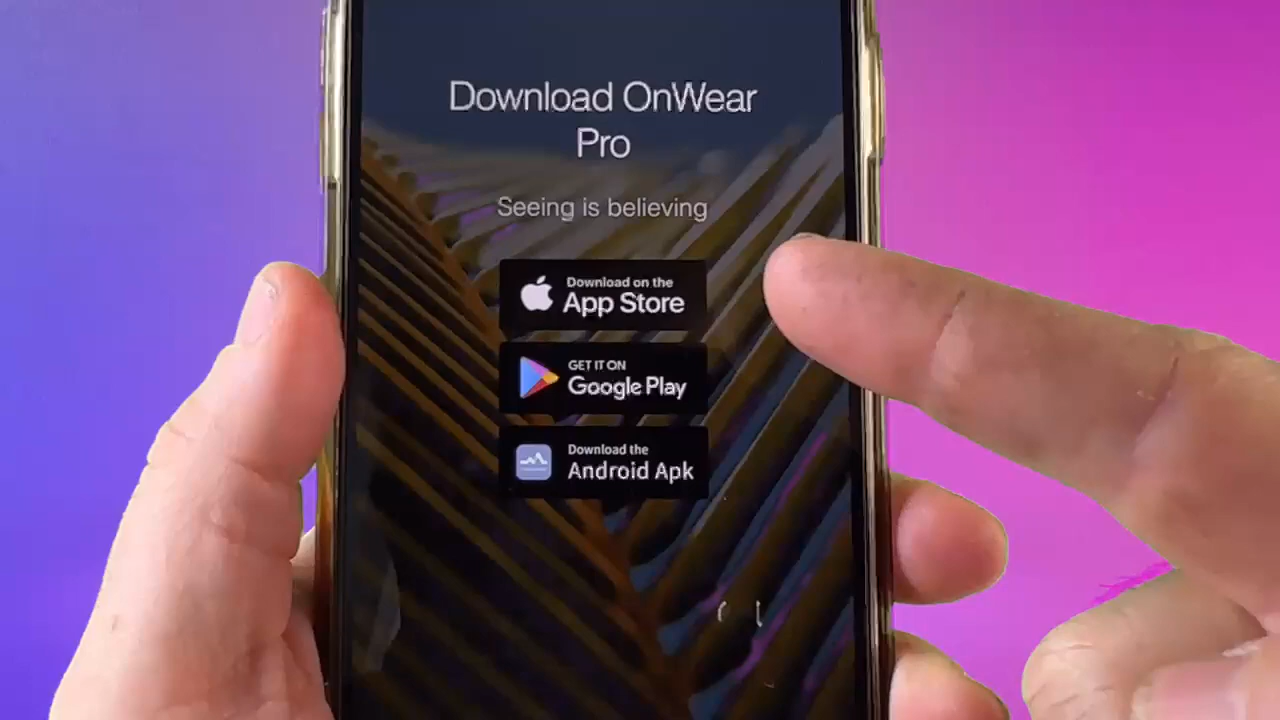 Download OnWear
Pro
Seeing is believing
Download on the
App Store
GET IT ON
Google Play
Download the
Android Apk